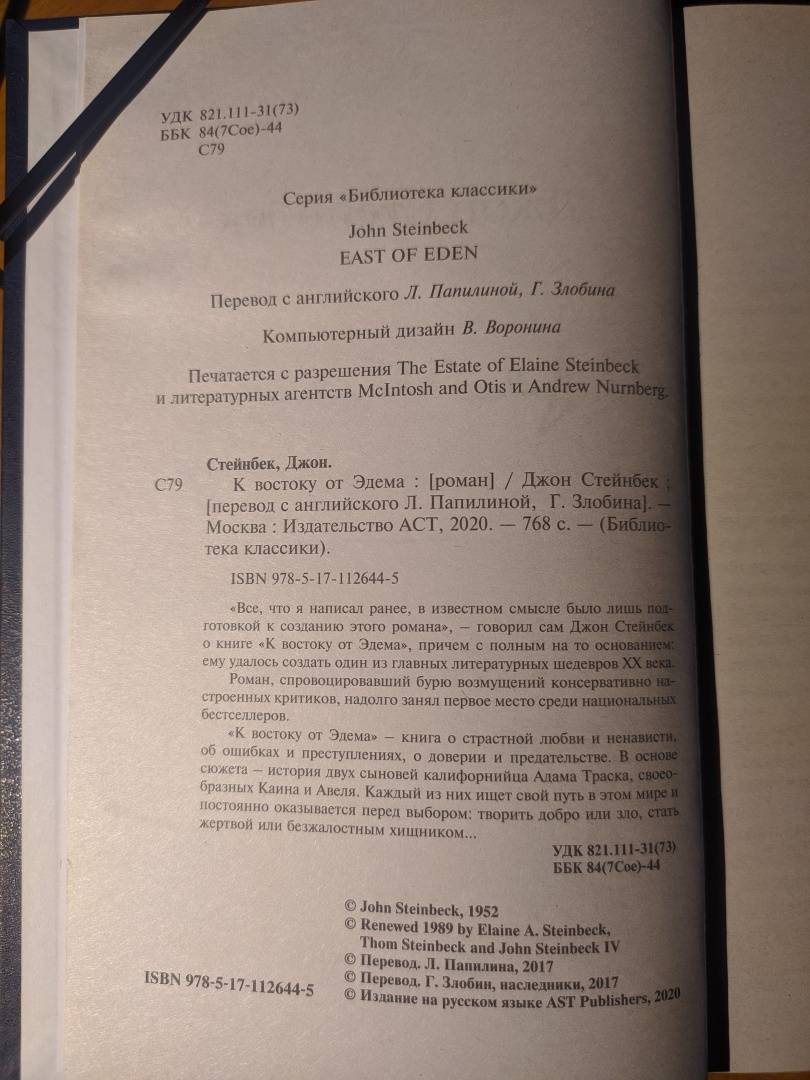 УДК 821.111-31(73)
ББК 84(7Сое)-44
С79
Серия «Библиотека классики»
John Steinbeck
EAST OF EDEN
Перевод с английского Л. Папилиной, Г. Злобина
Компьютерный дизайн В. Воронина
Печатается с разрешения The Estate of Elaine Steinbeck
и литературных агентств McIntosh and Otis и Andrew Nurnberg.
Стейнбек, Джон.
С79 К востоку от Эдема : [роман] / Джон Стейнбек ;
[перевод с английского Л. Папилиной, Г. Злобина]. —
Москва : Издательство АСТ, 2020. — 768 с. — (Библио-
тека классики).
ISBN 978-5-17-112644-5
«Все, что я написал ранее, в известном смысле было лишь под-
готовкой к созданию этого романа», — говорил сам Джон Стейнбек
о книге «К востоку от Эдема», причем с полным на то основанием:
ему удалось создать один из главных литературных шедевров XX века.
Роман, спровоцировавший бурю возмущений консервативно на-
строенных критиков, надолго занял первое место среди национальных
бестселлеров.
«К востоку от Эдема» — книга о страстной любви и ненависти,
об ошибках и преступлениях, о доверии и предательстве. В основе
сюжета — история двух сыновей калифорнийца Адама Траска, своео-
бразных Каина и Авеля. Каждый из них ищет свой путь в этом мире и
постоянно оказывается перед выбором: творить добро или зло, стать
жертвой или безжалостным хищником...
УДК 821.111-31(73)
ББК 84(7Сое)-44
© John Steinbeck, 1952
© Renewed 1989 by Elaine A. Steinbeck,
Thom Steinbeck and John Steinbeck IV
© Перевод. Л. Папилина, 2017
© Перевод. Г. Злобин, наследники, 2017
ISBN 978-5-17-112644-5 © Издание на русском языке AST Publishers, 2020